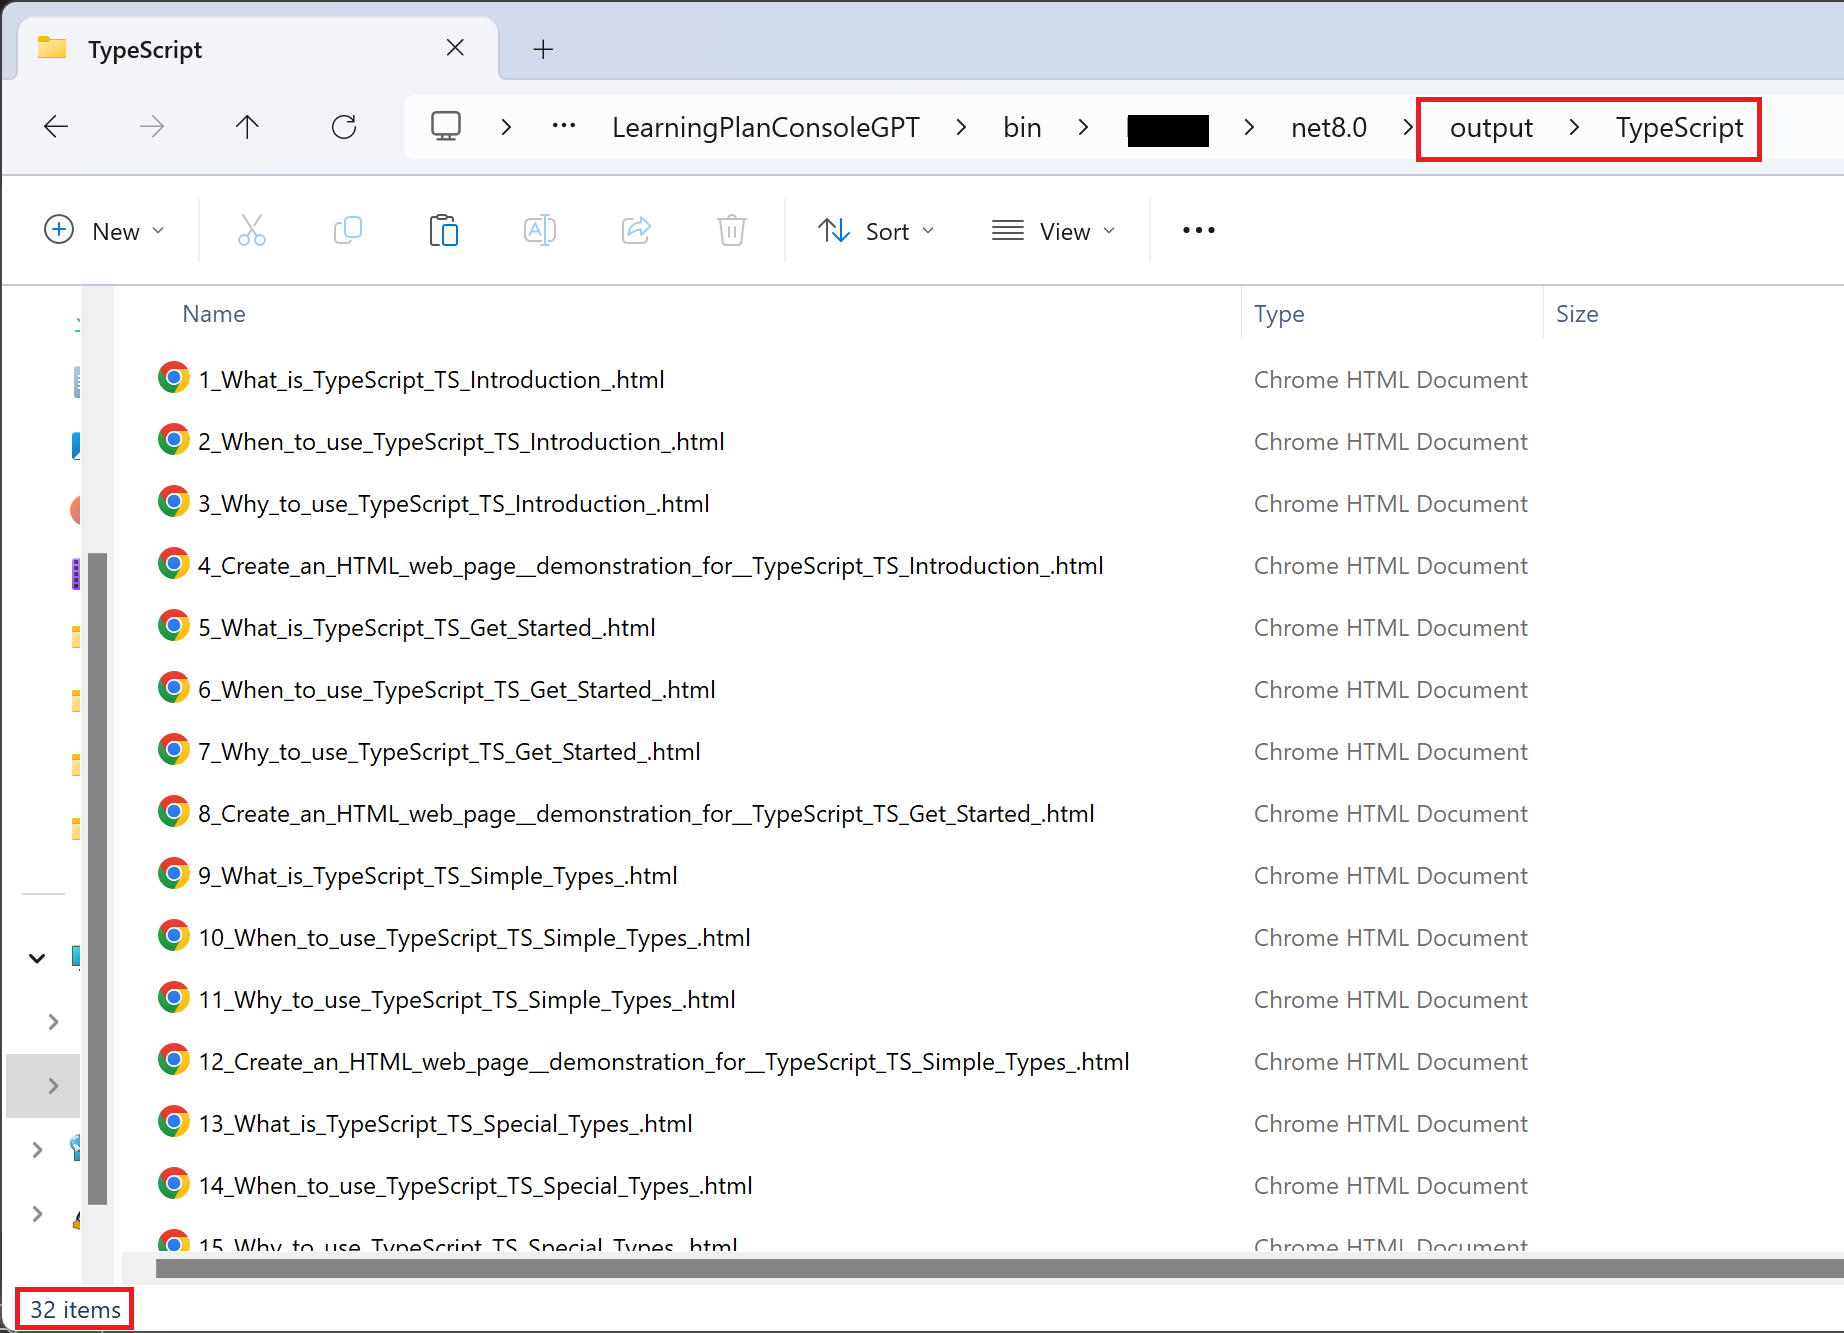 TypeScript
LearningPlanConsoleGPT > bin > > net8.0 > output > TypeScript
New Sort View
Name Type Size
1_What_is_TypeScript_TS_Introduction_.html Chrome HTML Document
2_When_to_use_TypeScript_TS_Introduction_.html Chrome HTML Document
3_Why_to_use_TypeScript_TS_Introduction_.html Chrome HTML Document
4_Create_an_HTML_web_page__demonstration_for__TypeScript_TS_Introduction_.html Chrome HTML Document
5_What_is_TypeScript_TS_Get_Started_.html Chrome HTML Document
6_When_to_use_TypeScript_TS_Get_Started_.html Chrome HTML Document
7_Why_to_use_TypeScript_TS_Get_Started_.html Chrome HTML Document
8_Create_an_HTML_web_page__demonstration_for__TypeScript_TS_Get_Started_.html Chrome HTML Document
9_What_is_TypeScript_TS_Simple_Types_.html Chrome HTML Document
10_When_to_use_TypeScript_TS_Simple_Types_.html Chrome HTML Document
11_Why_to_use_TypeScript_TS_Simple_Types_.html Chrome HTML Document
12_Create_an_HTML_web_page__demonstration_for__TypeScript_TS_Simple_Types_.html Chrome HTML Document
13_What_is_TypeScript_TS_Special_Types_.html Chrome HTML Document
14_When_to_use_TypeScript_TS_Special_Types_.html Chrome HTML Document
15_Why_to_use_TypeScript_TS_Special_Types_.html Chrome HTML Document
32 items